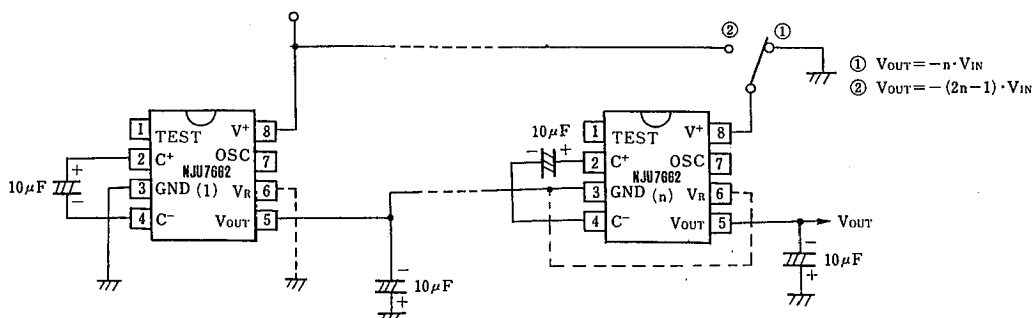 ② ①
① VOUT=−n·VIN
② VOUT=−(2n−1)·VIN
1 TEST V+ 8
2 C+ OSC 7
NJU7662
3 GND (1) VR 6
4 C− VOUT 5
+
10μF
−
−
10μF
+
10μF
− +
1 TEST V+ 8
2 C+ OSC 7
NJU7662
3 GND (n) VR 6
4 C− VOUT 5
VOUT
−
10μF
+